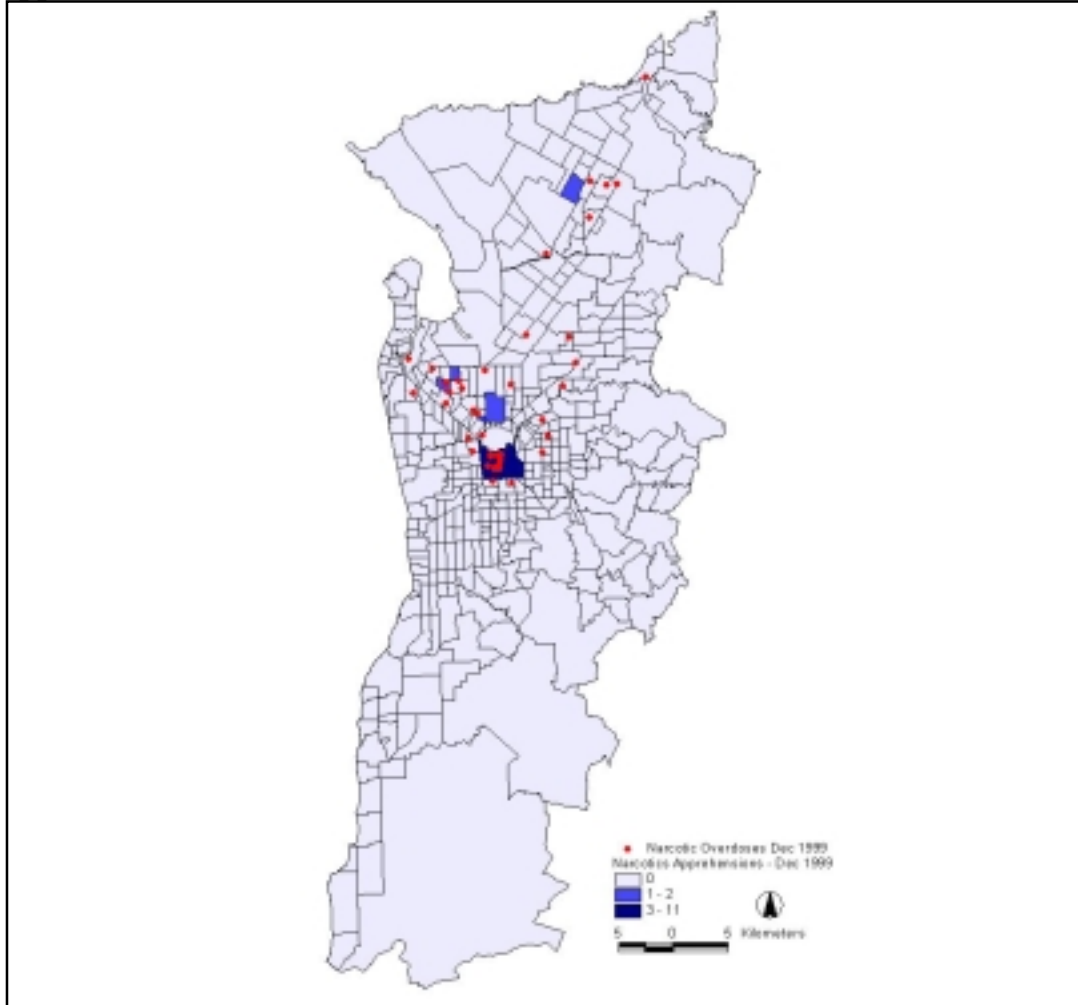 Narcotic Overdoses Dec 1999
Narcotics Apprehensions - Dec 1999
0
1 - 2
3 - 11
5 0 5 Kilometers